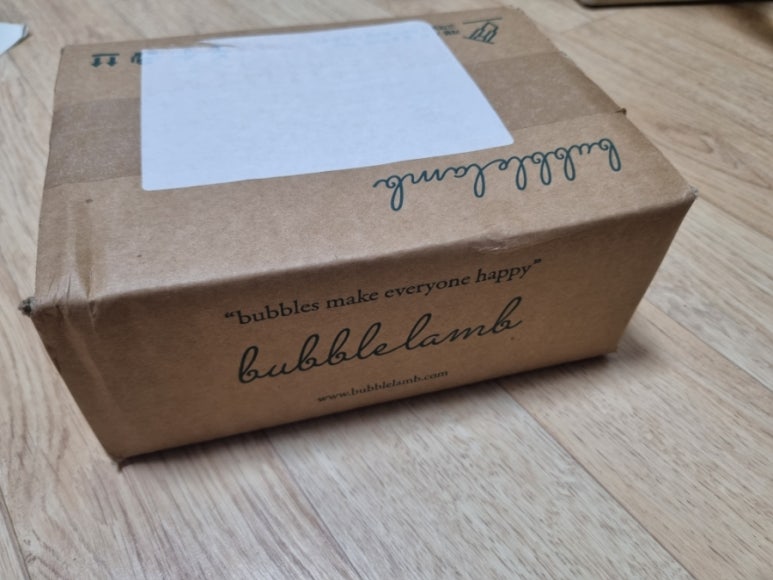 bubblelamb
“bubbles make everyone happy”
bubblelamb
www.bubblelamb.com